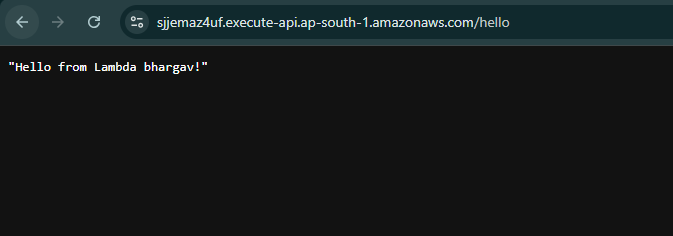 sjjemaz4uf.execute-api.ap-south-1.amazonaws.com/hello
"Hello from Lambda bhargav!"